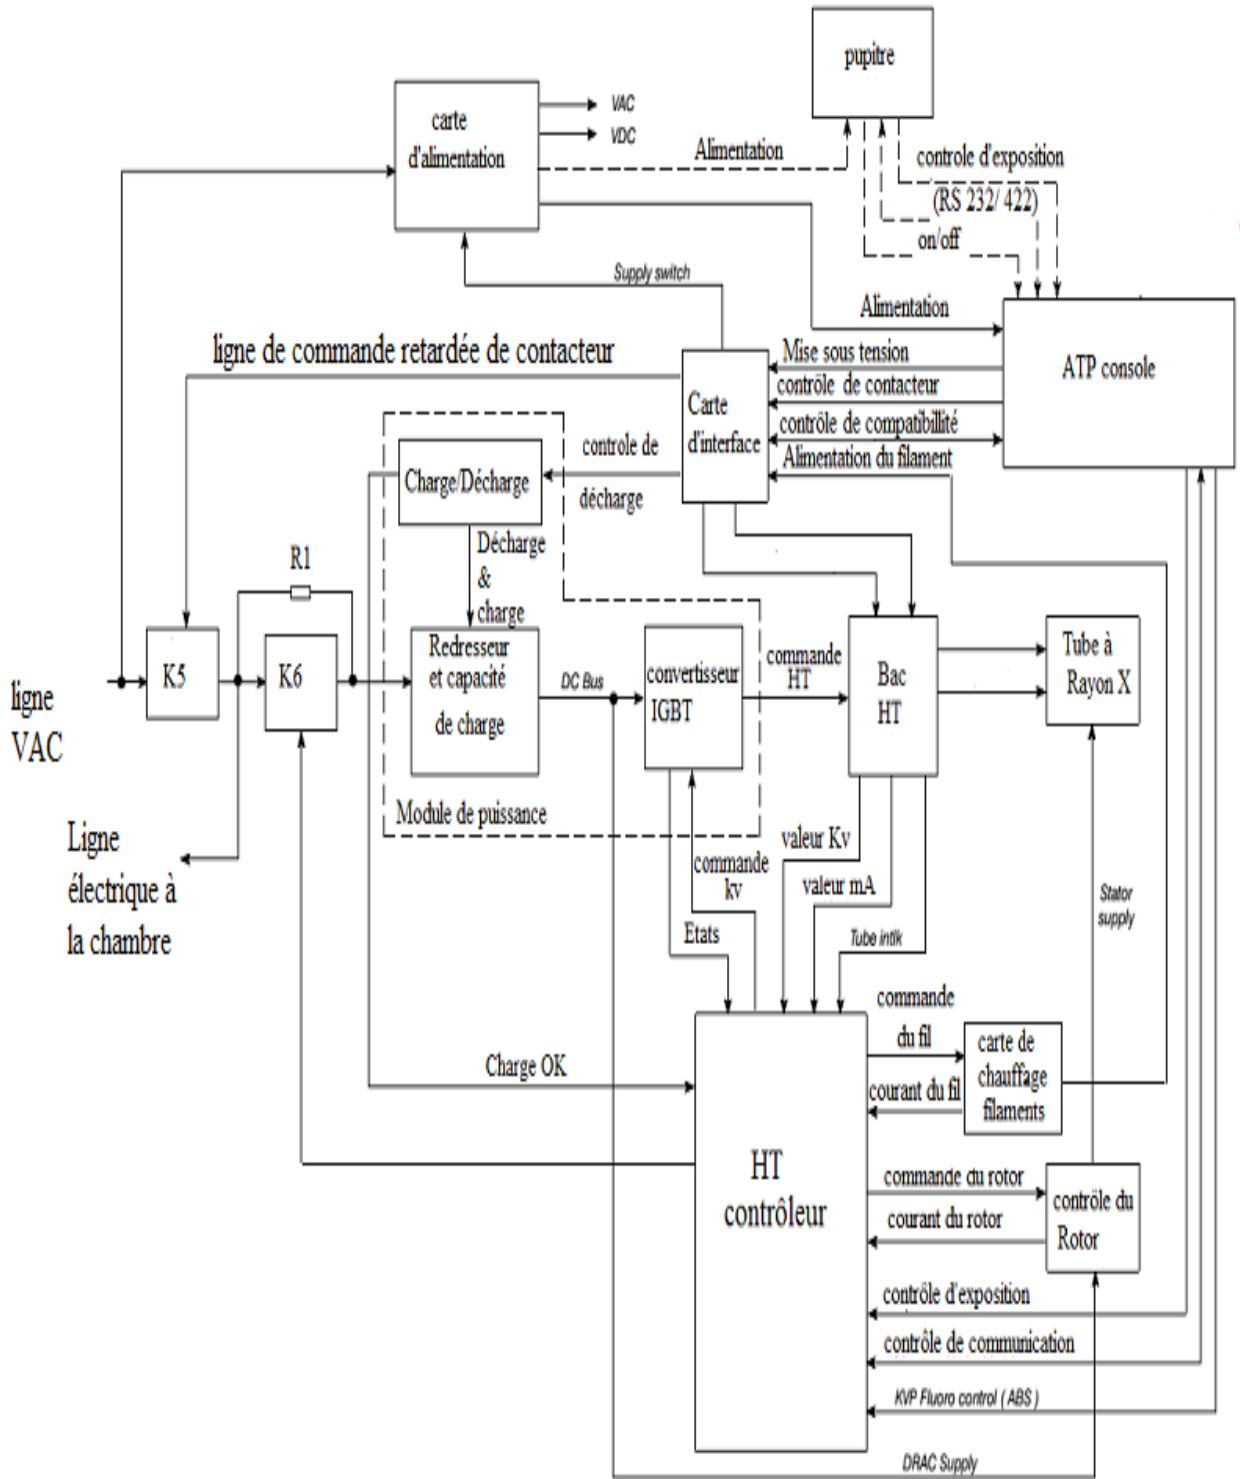 pupitre
carte
d'alimentation
VAC
VDC
Alimentation
controle d'exposition
(RS 232/ 422)
on/off
Supply switch
Alimentation
ligne de commande retardée de contacteur
Mise sous tension
ATP console
contrôle de contacteur
Carte
d'interface
contrôle de compatibillité
Alimentation du filament
controle de
décharge
Charge/Décharge
Décharge
&
charge
R1
K5
K6
ligne
VAC
Redresseur
et capacité
de charge
DC Bus
convertisseur
IGBT
commande
HT
Bac
HT
Tube à
Rayon X
Module de puissance
Ligne
électrique à
la chambre
valeur Kv
commande
kv
valeur mA
Etats
Tube intlk
Stator
supply
commande
du fil
carte de
chauffage
filaments
courant du fil
Charge OK
HT
contrôleur
commande du rotor
contrôle du
Rotor
courant du rotor
contrôle d'exposition
contrôle de communication
KVP Fluoro control ( ABS )
DRAC Supply